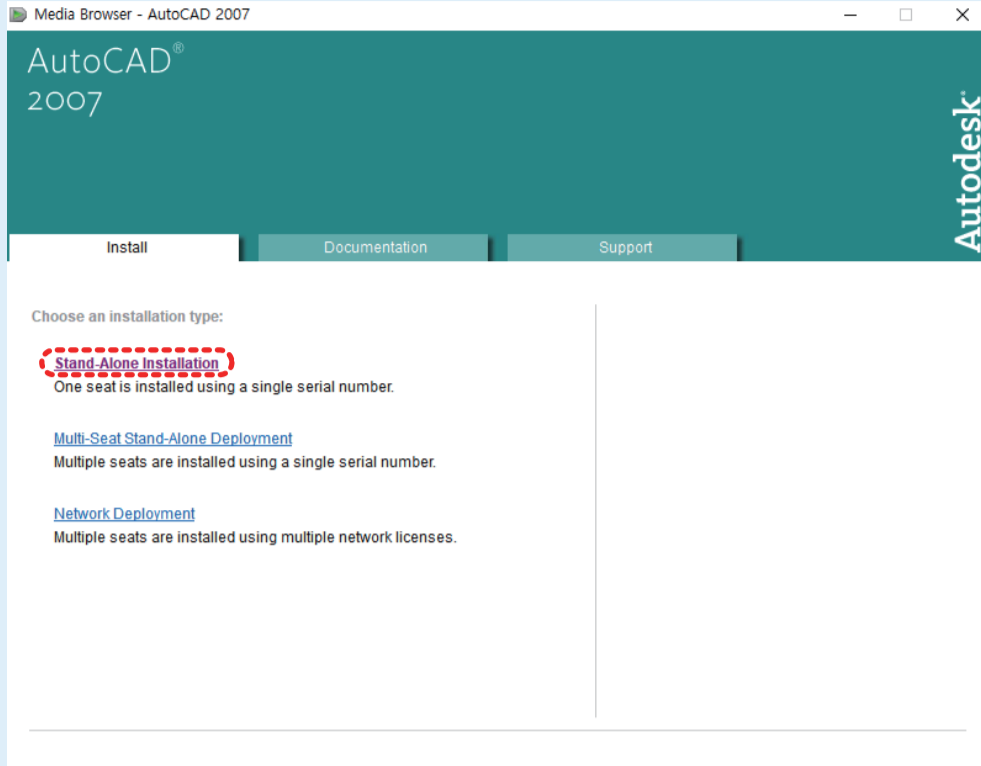 Media Browser - AutoCAD 2007
AutoCAD®
2007
Autodesk®
Install
Documentation
Support
Choose an installation type:
Stand-Alone Installation
One seat is installed using a single serial number.
Multi-Seat Stand-Alone Deployment
Multiple seats are installed using a single serial number.
Network Deployment
Multiple seats are installed using multiple network licenses.